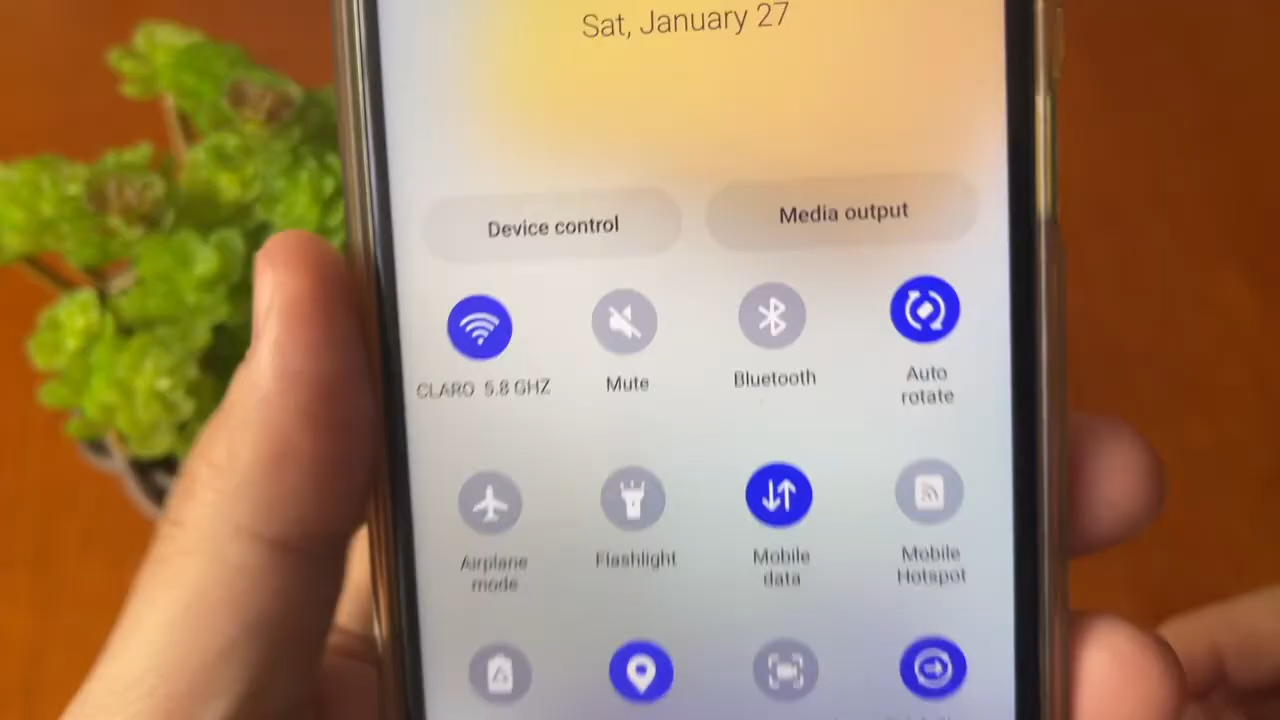 Sat, January 27
Device control
Media output
CLARO 5.8 GHZ
Mute
Bluetooth
Auto
rotate
Airplane
mode
Flashlight
Mobile
data
Mobile
Hotspot